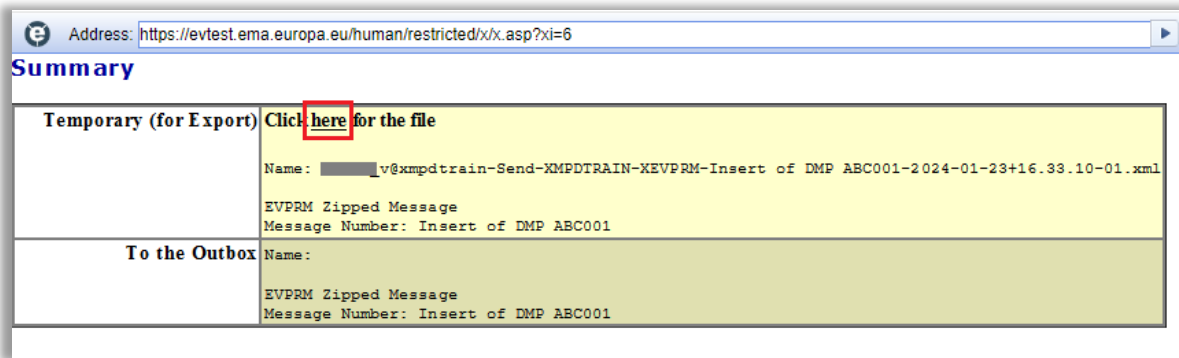 Address: https://evtest.ema.europa.eu/human/restricted/x/x.asp?xi=6
Summary
Temporary (for Export) Click here for the file
Name: _v@xmpdtrain-Send-XMPDTRAIN-XEVPRM-Insert of DMP ABC001-2024-01-23+16.33.10-01.xml
EVPRM Zipped Message
Message Number: Insert of DMP ABC001
To the Outbox Name:
EVPRM Zipped Message
Message Number: Insert of DMP ABC001